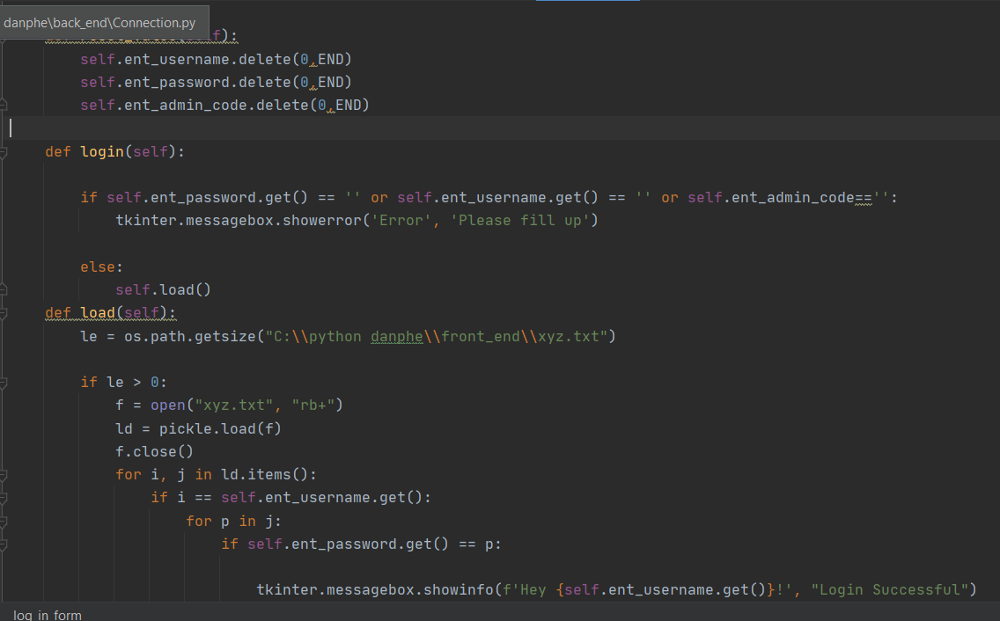 danphe\back_end\Connection.py
f):
self.ent_username.delete(0,END)
self.ent_password.delete(0,END)
self.ent_admin_code.delete(0,END)
def login(self):
if self.ent_password.get() == '' or self.ent_username.get() == '' or self.ent_admin_code=='':
tkinter.messagebox.showerror('Error', 'Please fill up')
else:
self.load()
def load(self):
le = os.path.getsize("C:\\python danphe\\front_end\\xyz.txt")
if le > 0:
f = open("xyz.txt", "rb+")
ld = pickle.load(f)
f.close()
for i, j in ld.items():
if i == self.ent_username.get():
for p in j:
if self.ent_password.get() == p:
tkinter.messagebox.showinfo(f'Hey {self.ent_username.get()}!', "Login Successful")
log in form